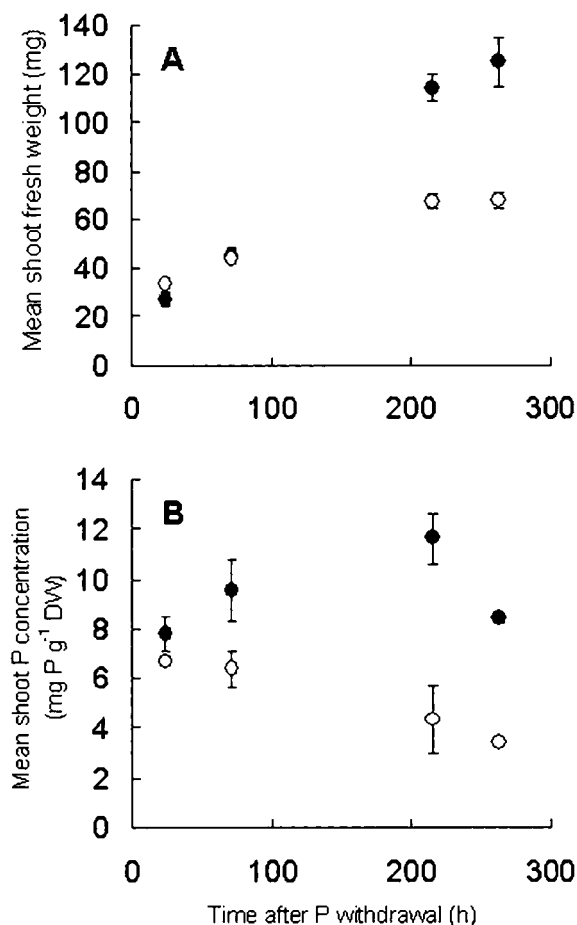 A
Mean shoot fresh weight (mg)
140
120
100
80
60
40
20
0
0 100 200 300
B
Mean shoot P concentration
(mg P g-1 DW)
14
12
10
8
6
4
2
0
0 100 200 300
Time after P withdrawal (h)